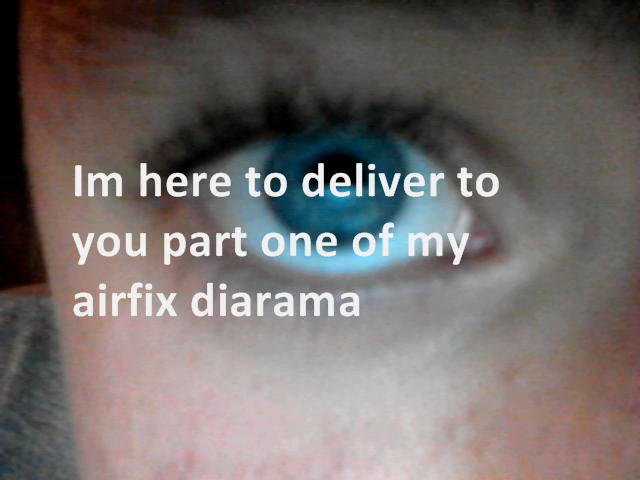 Im here to deliver to
you part one of my
airfix diarama